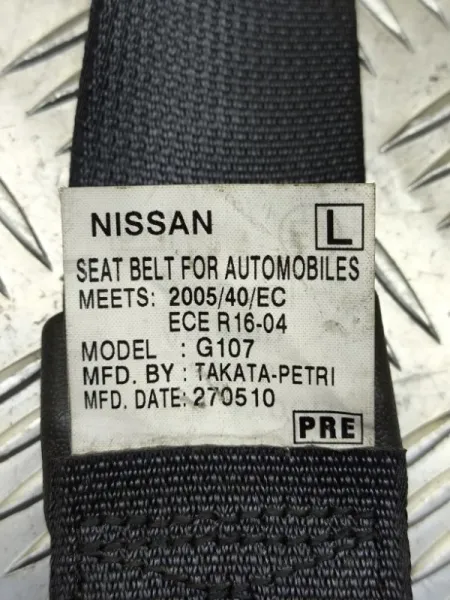 NISSAN L
SEAT BELT FOR AUTOMOBILES
MEETS: 2005/40/EC
ECE R16-04
MODEL : G107
MFD. BY : TAKATA-PETRI
MFD. DATE: 270510
PRE